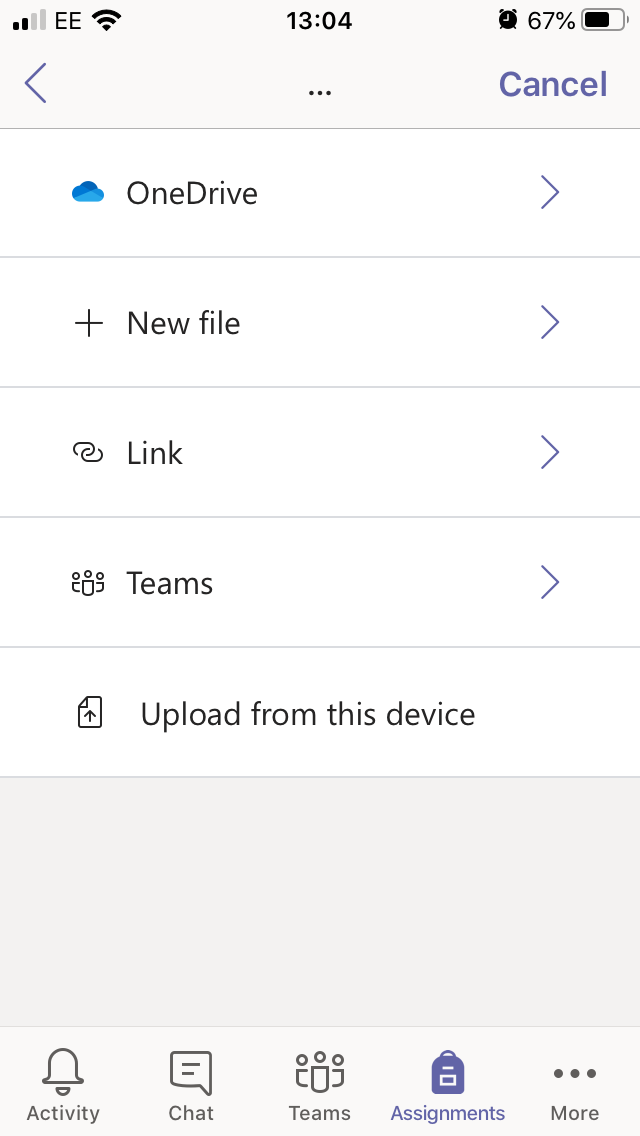 EE 13:04 67%
... Cancel
OneDrive
New file
Link
Teams
Upload from this device
Activity Chat Teams Assignments More